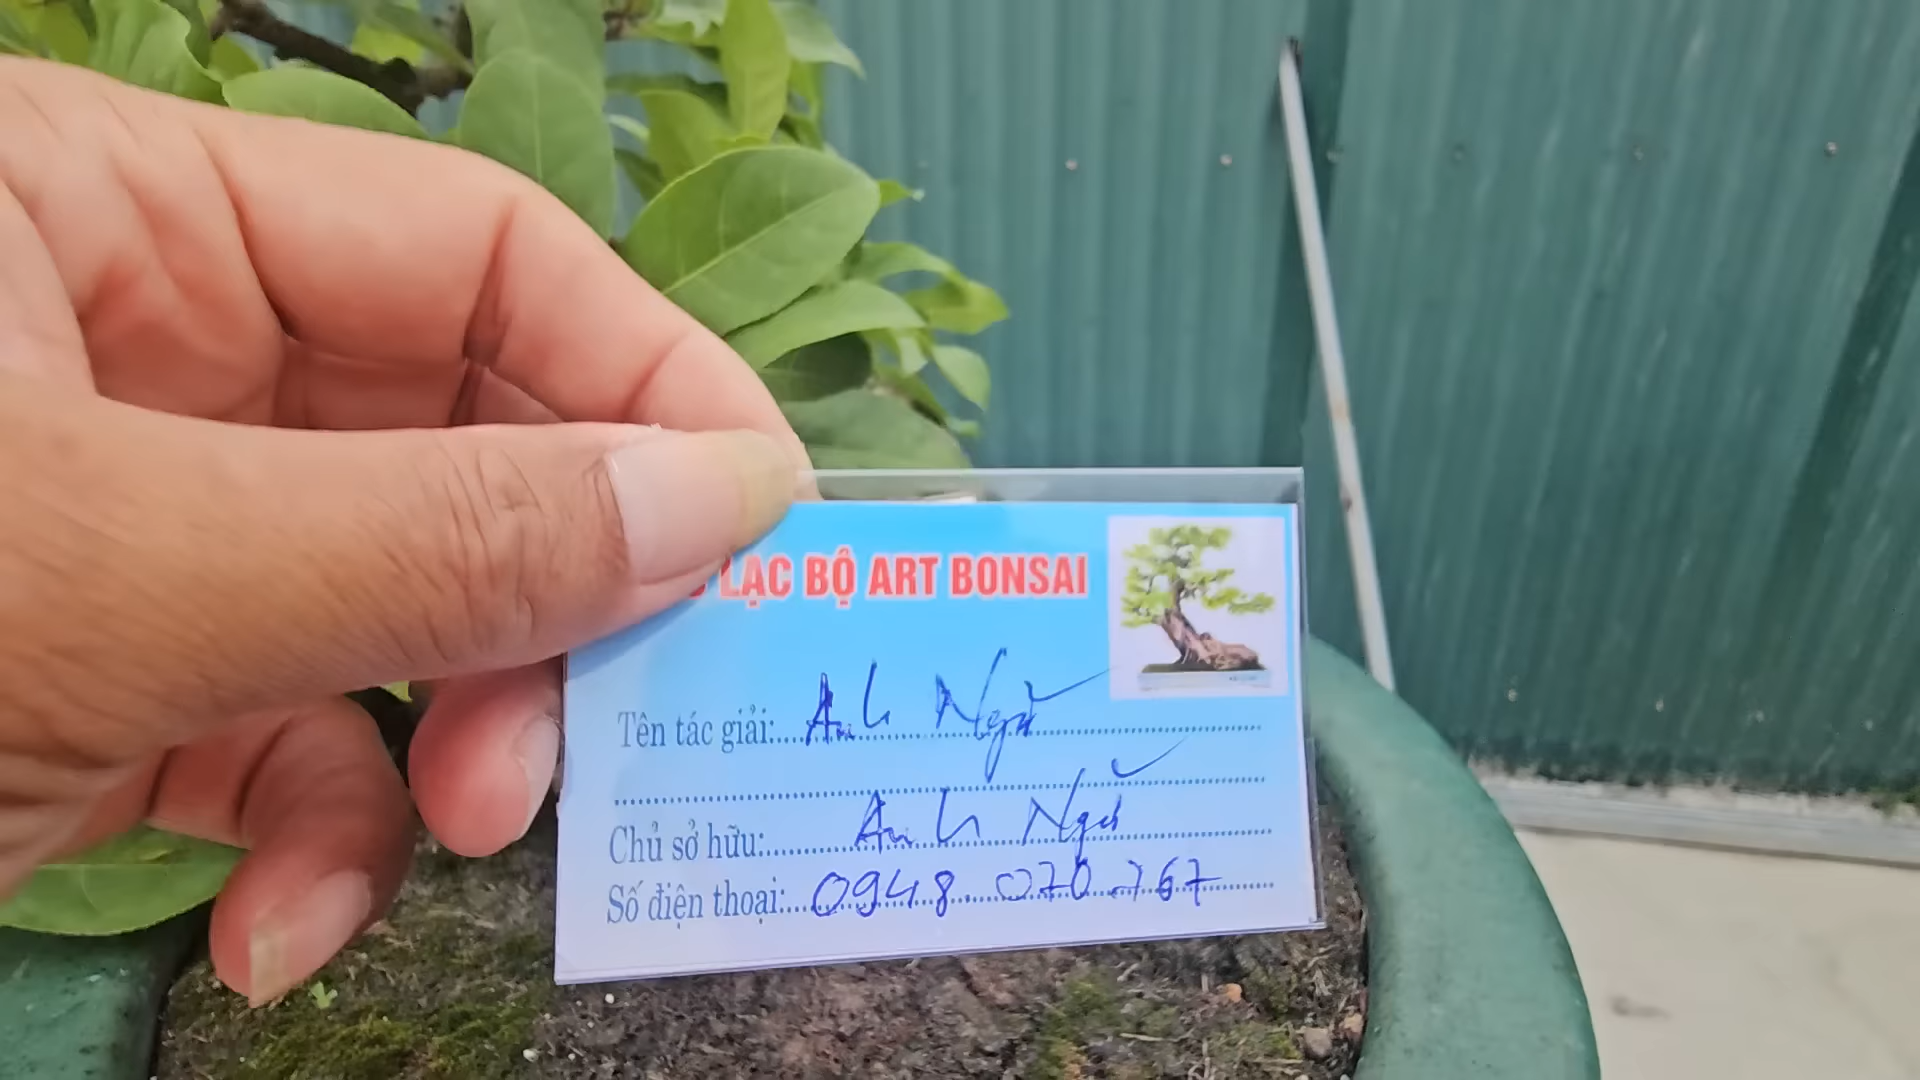 LẠC BỘ ART BONSAI
Tên tác giải: Anh Ngữ
Chủ sở hữu: Anh Ngữ
Số điện thoại: 0948.070.767